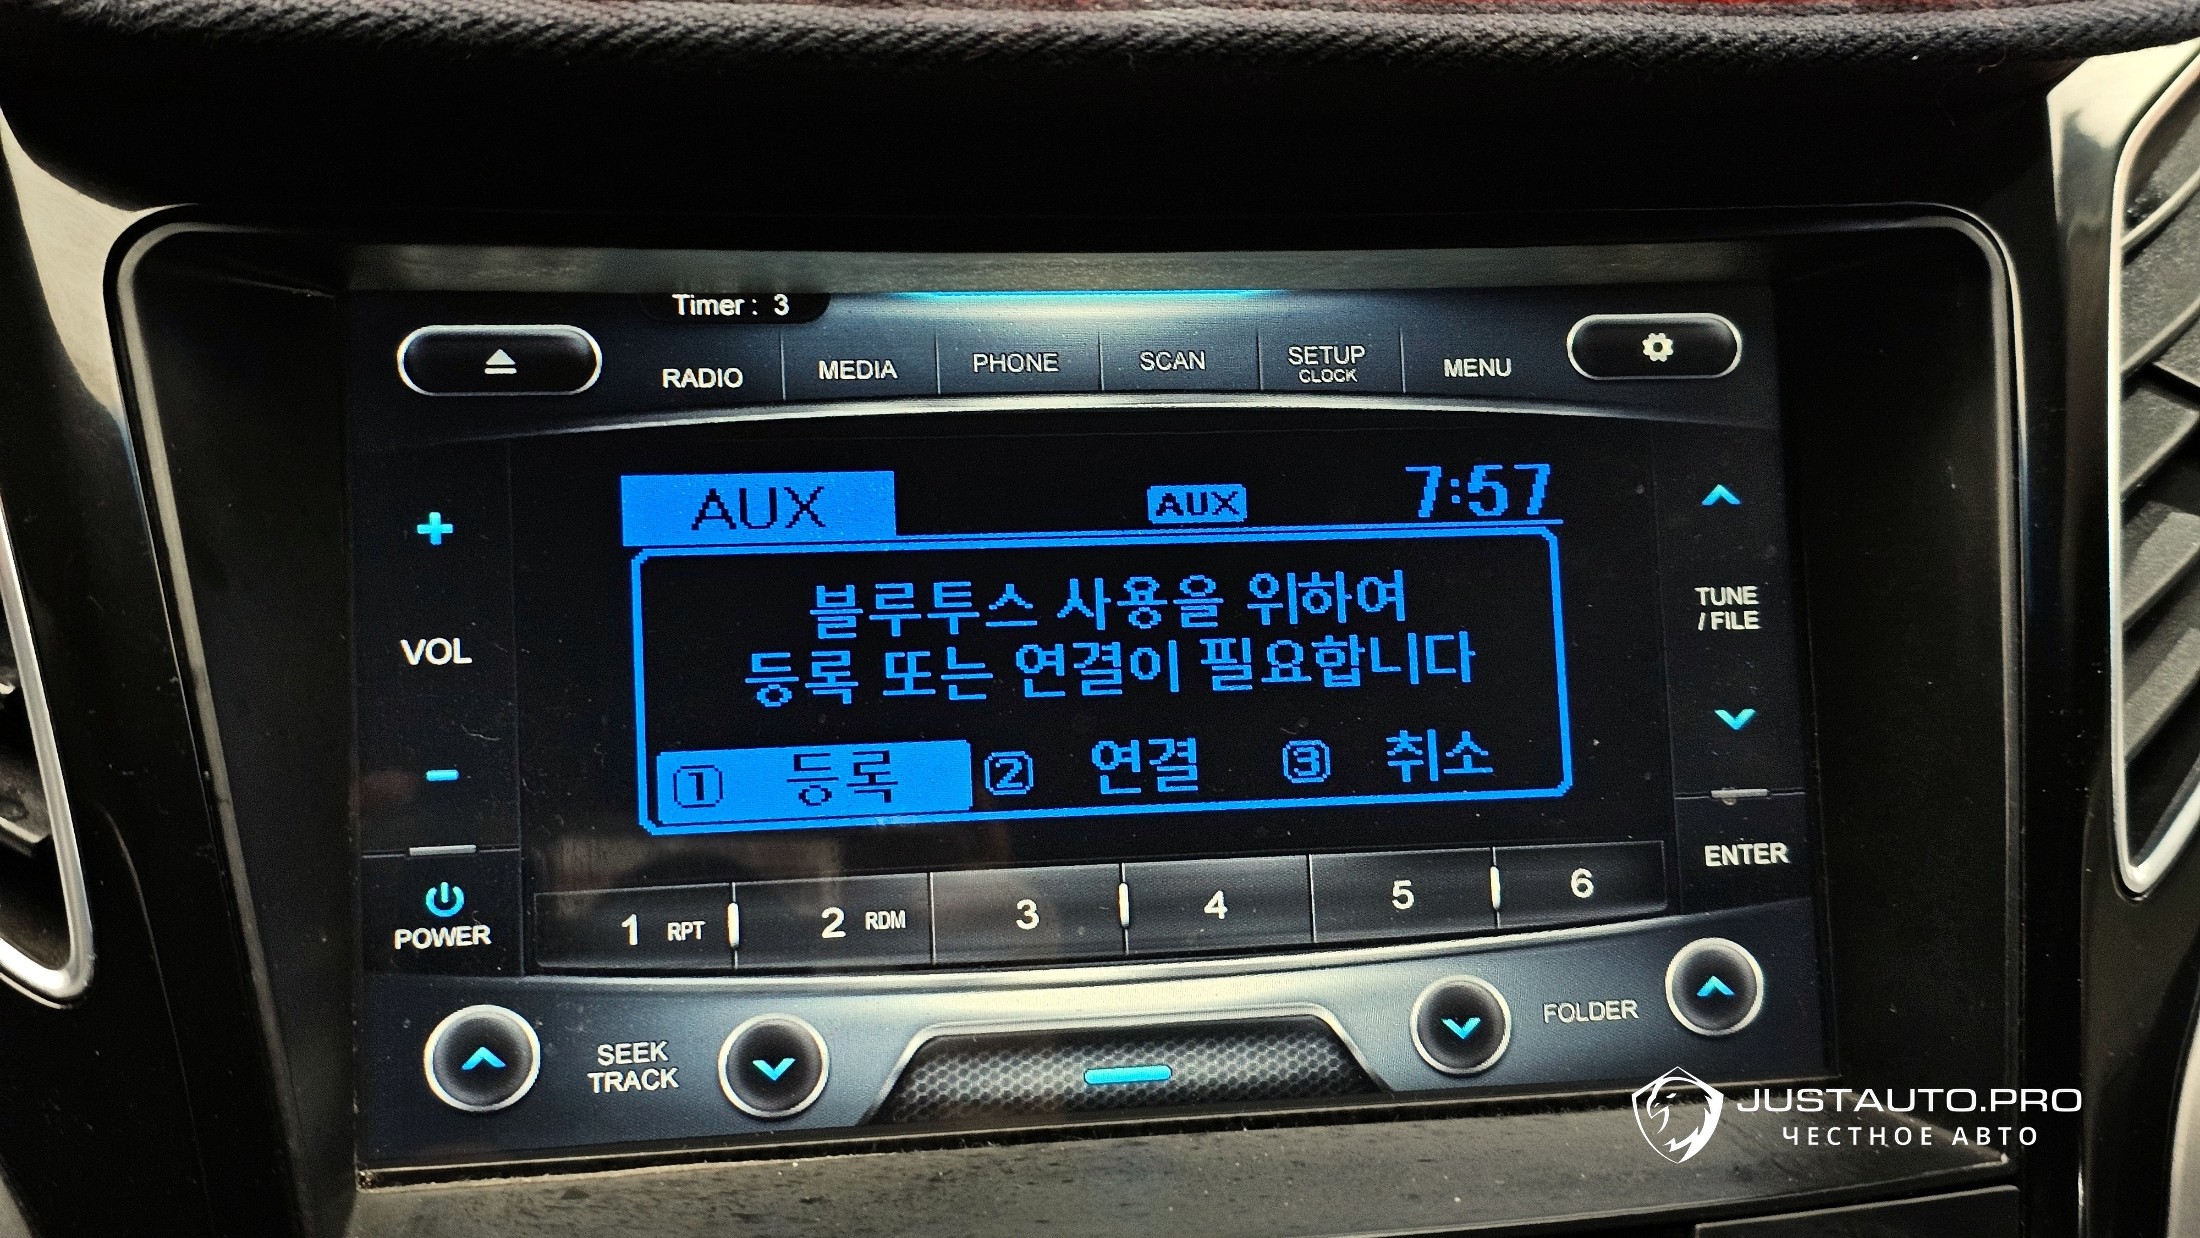 Timer : 3
RADIO
MEDIA
PHONE
SCAN
SETUP
CLOCK
MENU
AUX
AUX
7:57
블루투스 사용을 위하여
등록 또는 연결이 필요합니다
① 등록 ② 연결 ③ 취소
VOL
TUNE
/ FILE
POWER
ENTER
1 RPT
2 RDM
3
4
5
6
SEEK
TRACK
FOLDER
JUSTAUTO.PRO
ЧЕСТНОЕ АВТО